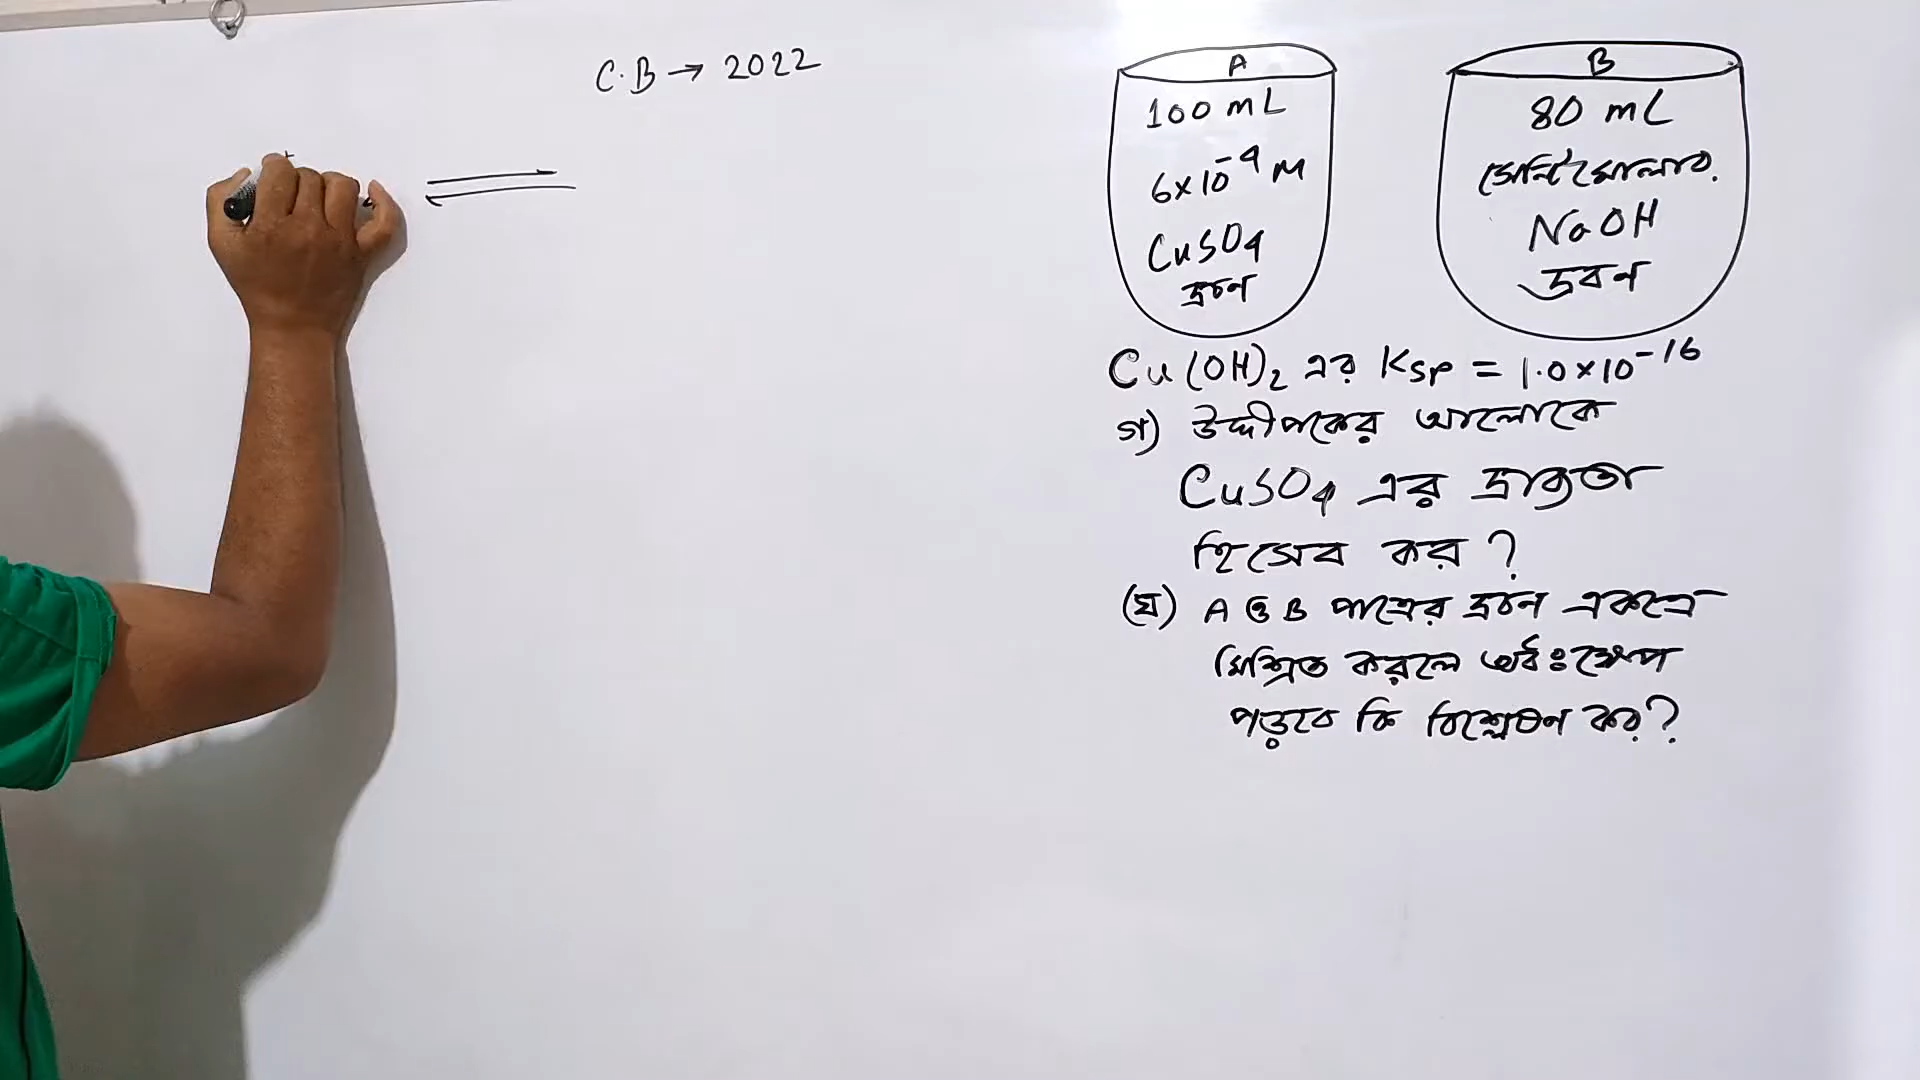 C.B → 2022
A
100 mL
6×10⁻⁴ M
CuSO4
দ্রবণ
B
80 mL
সেন্টিমোলার
NaOH
দ্রবণ
Cu(OH)₂ এর Ksp = 1.0×10⁻¹⁶
গ) উদ্দীপকের আলোকে
CuSO₄ এর দ্রাব্যতা
হিসেব কর ?
(ঘ) A ও B পাত্রের দ্রবণ একত্রে
মিশ্রিত করলে অধঃক্ষেপ
পড়বে কি বিশ্লেষণ কর?